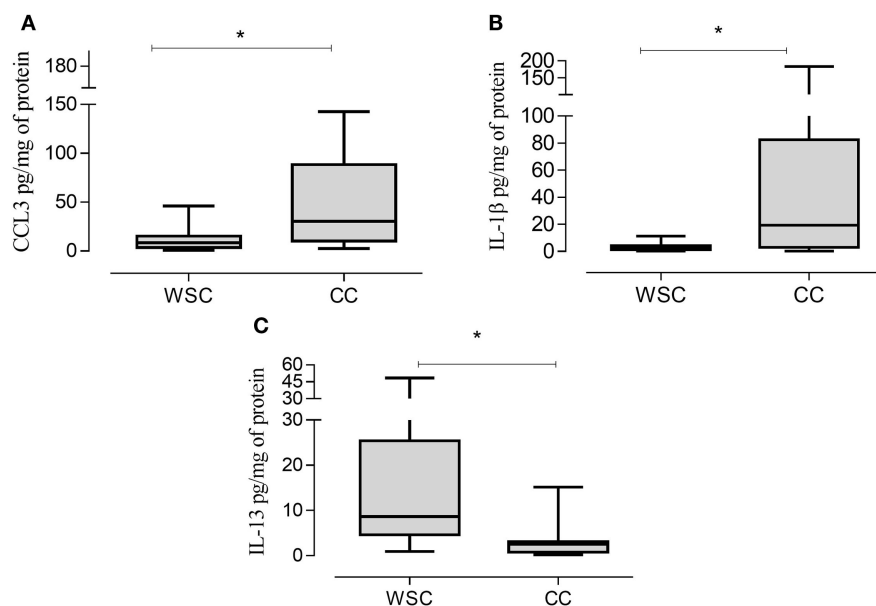 A
*
CCL3 pg/mg of protein
180
150
100
50
0
WSC CC
B
*
IL-1β pg/mg of protein
200
150
100
80
60
40
20
0
WSC CC
C
*
IL-13 pg/mg of protein
60
45
30
30
20
10
0
WSC CC